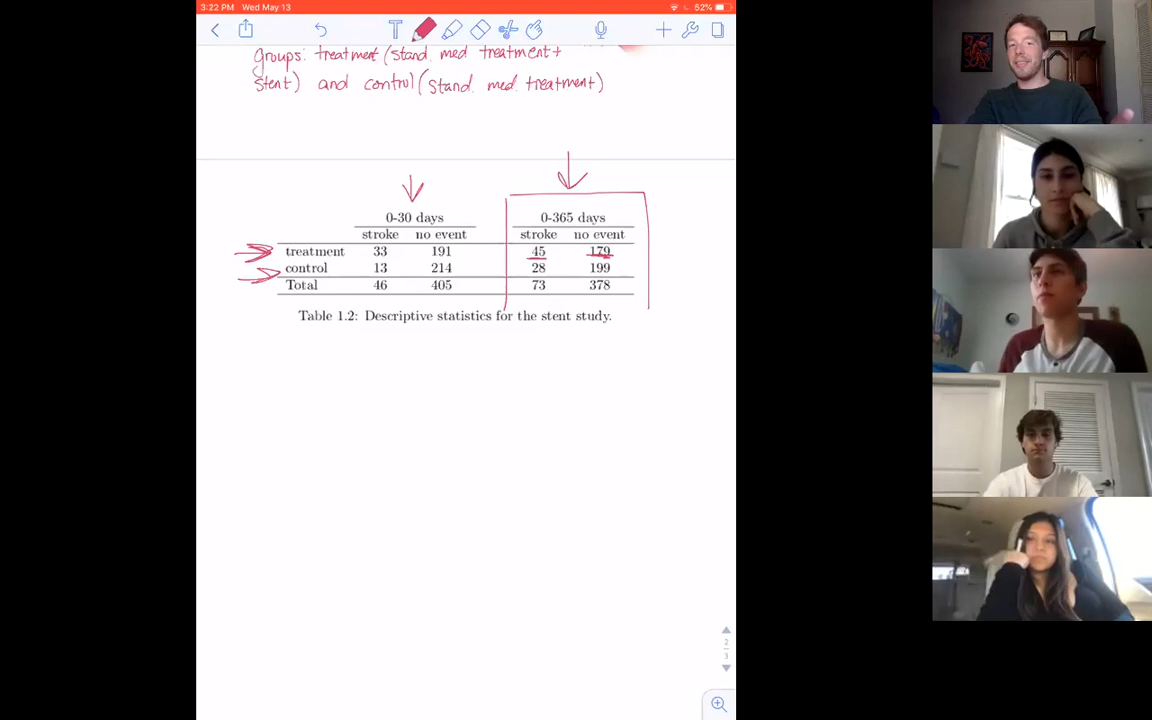 3:22 PM Wed May 13
52%
groups: treatment (stand. med treatment +
stent) and control (stand. med. treatment)
0-30 days 0-365 days
stroke no event stroke no event
treatment 33 191 45 179
control 13 214 28 199
Total 46 405 73 378
Table 1.2: Descriptive statistics for the stent study.
2
3